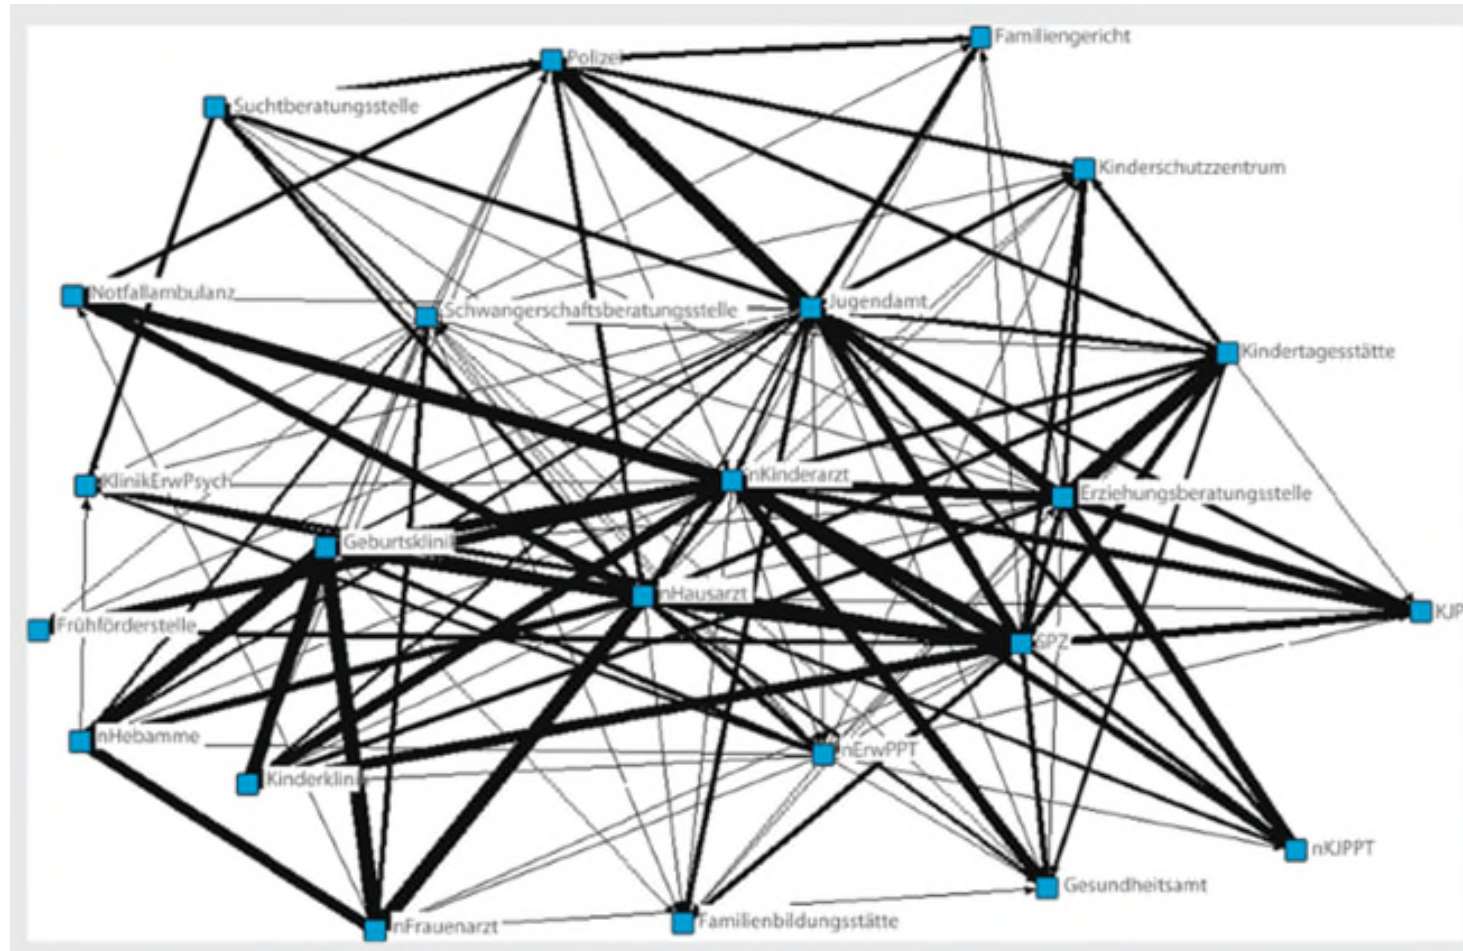 Familiengericht
Polizei
Suchtberatungsstelle
Kinderschutzzentrum
Notfallambulanz
Schwangerschaftsberatungsstelle
Jugendamt
Kindertagesstätte
KlinikErwPsych
nKinderarzt
Erziehungsberatungsstelle
Geburtsklinik
nHausarzt
KJP
Frühförderstelle
SPZ
nHebamme
nErwPPT
Kinderklinik
nKJPPT
Gesundheitsamt
nFrauenarzt
Familienbildungsstätte